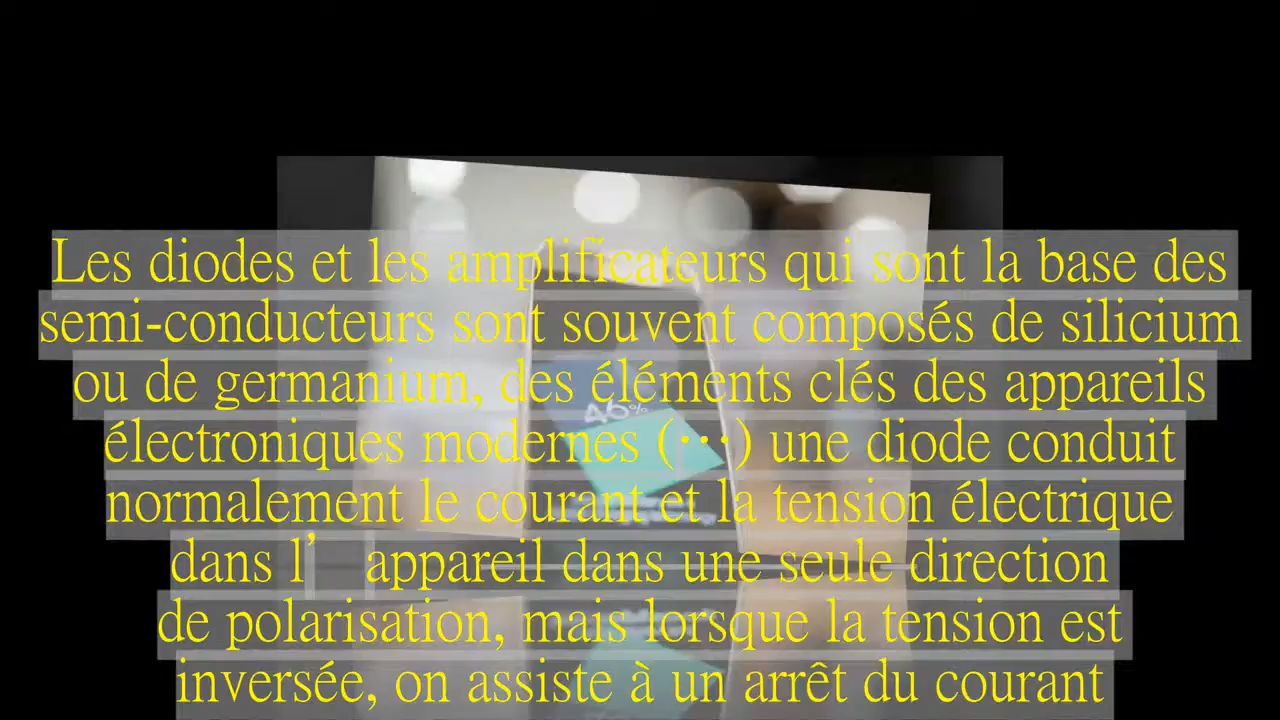 Les diodes et les amplificateurs qui sont la base des
semi-conducteurs sont souvent composés de silicium
ou de germanium, des éléments clés des appareils
électroniques modernes (⋯) une diode conduit
normalement le courant et la tension électrique
dans l’appareil dans une seule direction
de polarisation, mais lorsque la tension est
inversée, on assiste à un arrêt du courant
46%